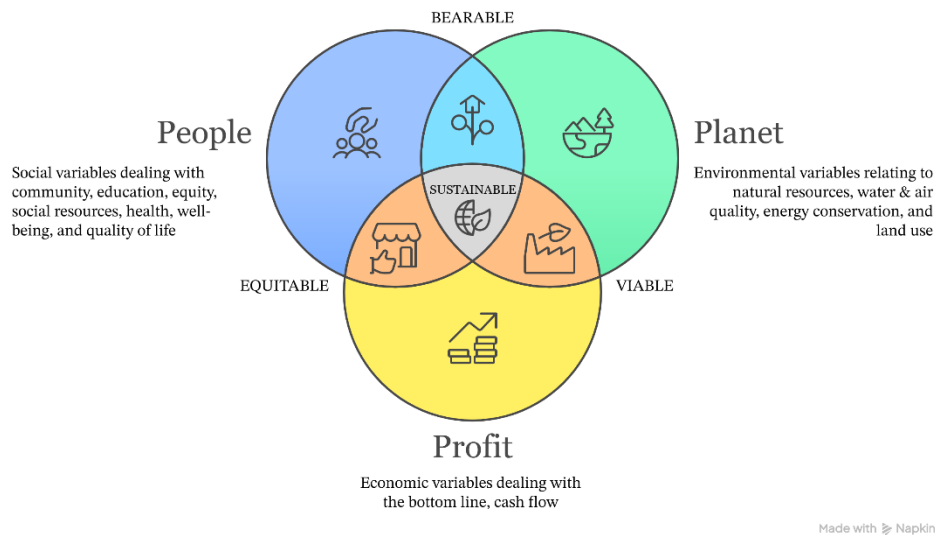 BEARABLE
People
Social variables dealing with
community, education, equity,
social resources, health, well-
being, and quality of life
Planet
Environmental variables relating to
natural resources, water & air
quality, energy conservation, and
land use
SUSTAINABLE
EQUITABLE
VIABLE
Profit
Economic variables dealing with
the bottom line, cash flow
Made with Napkin